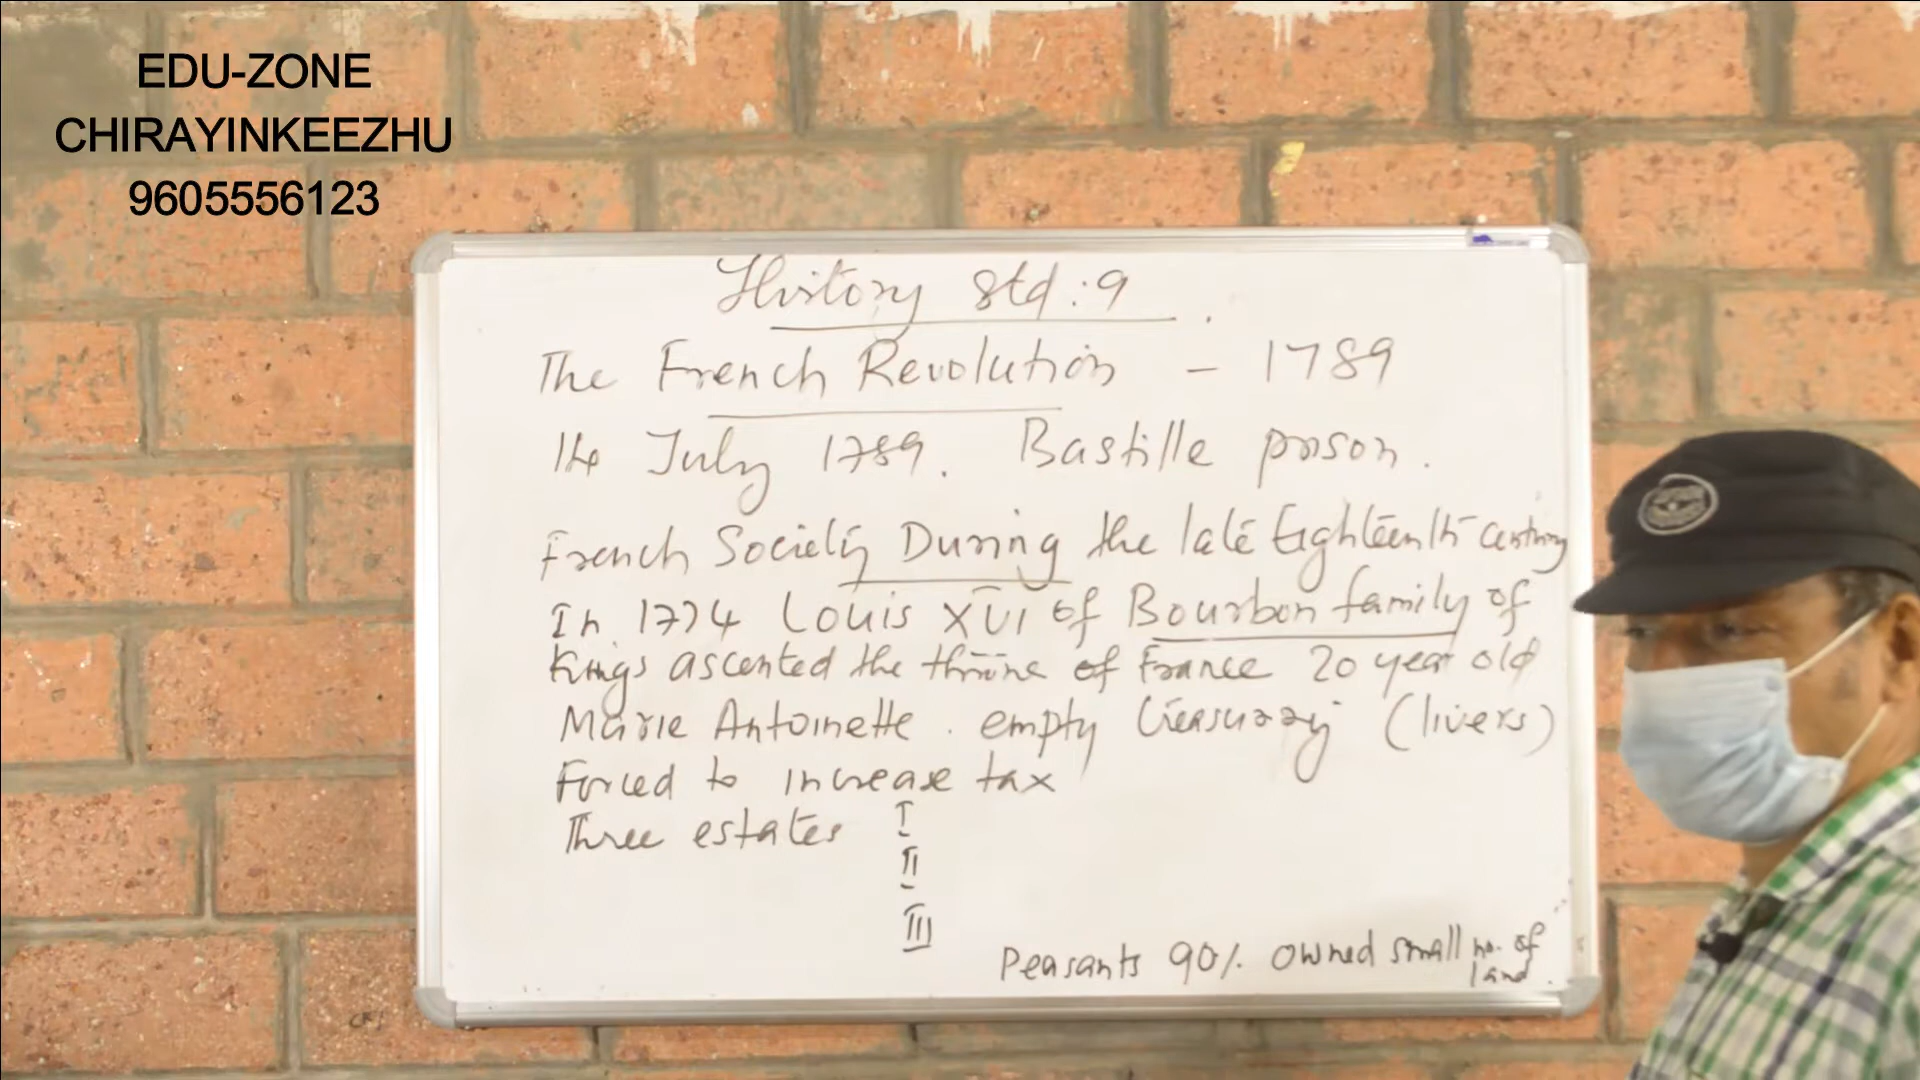 EDU-ZONE
CHIRAYINKEEZHU
9605556123
History Std: 9
The French Revolution - 1789
14 July 1789. Bastille prison.
French Society During the late Eighteenth century
In 1774 Louis XVI of Bourbon family of
Kings ascented the throne of France 20 year old
Marie Antoinette. empty treasurary (livers)
Forced to increase tax
Three estates I
II
III
Peasants 90% owned small no. of
land.